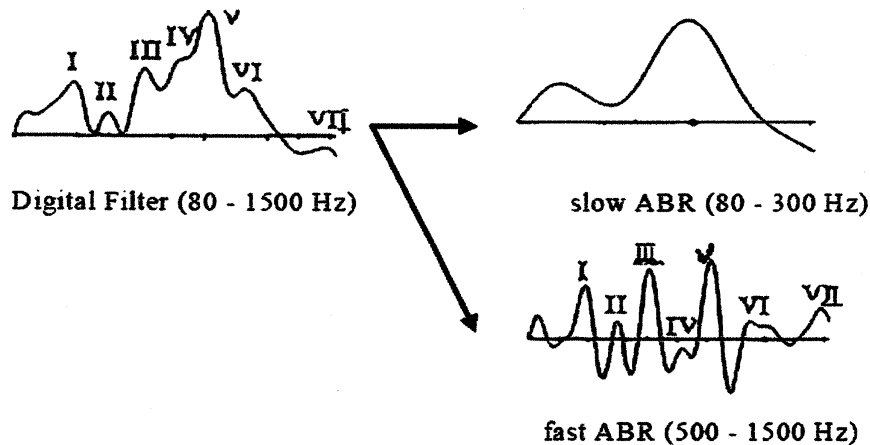 I II III IV V VI VII
Digital Filter (80 - 1500 Hz)
slow ABR (80 - 300 Hz)
I II III IV V VI VII
fast ABR (500 - 1500 Hz)